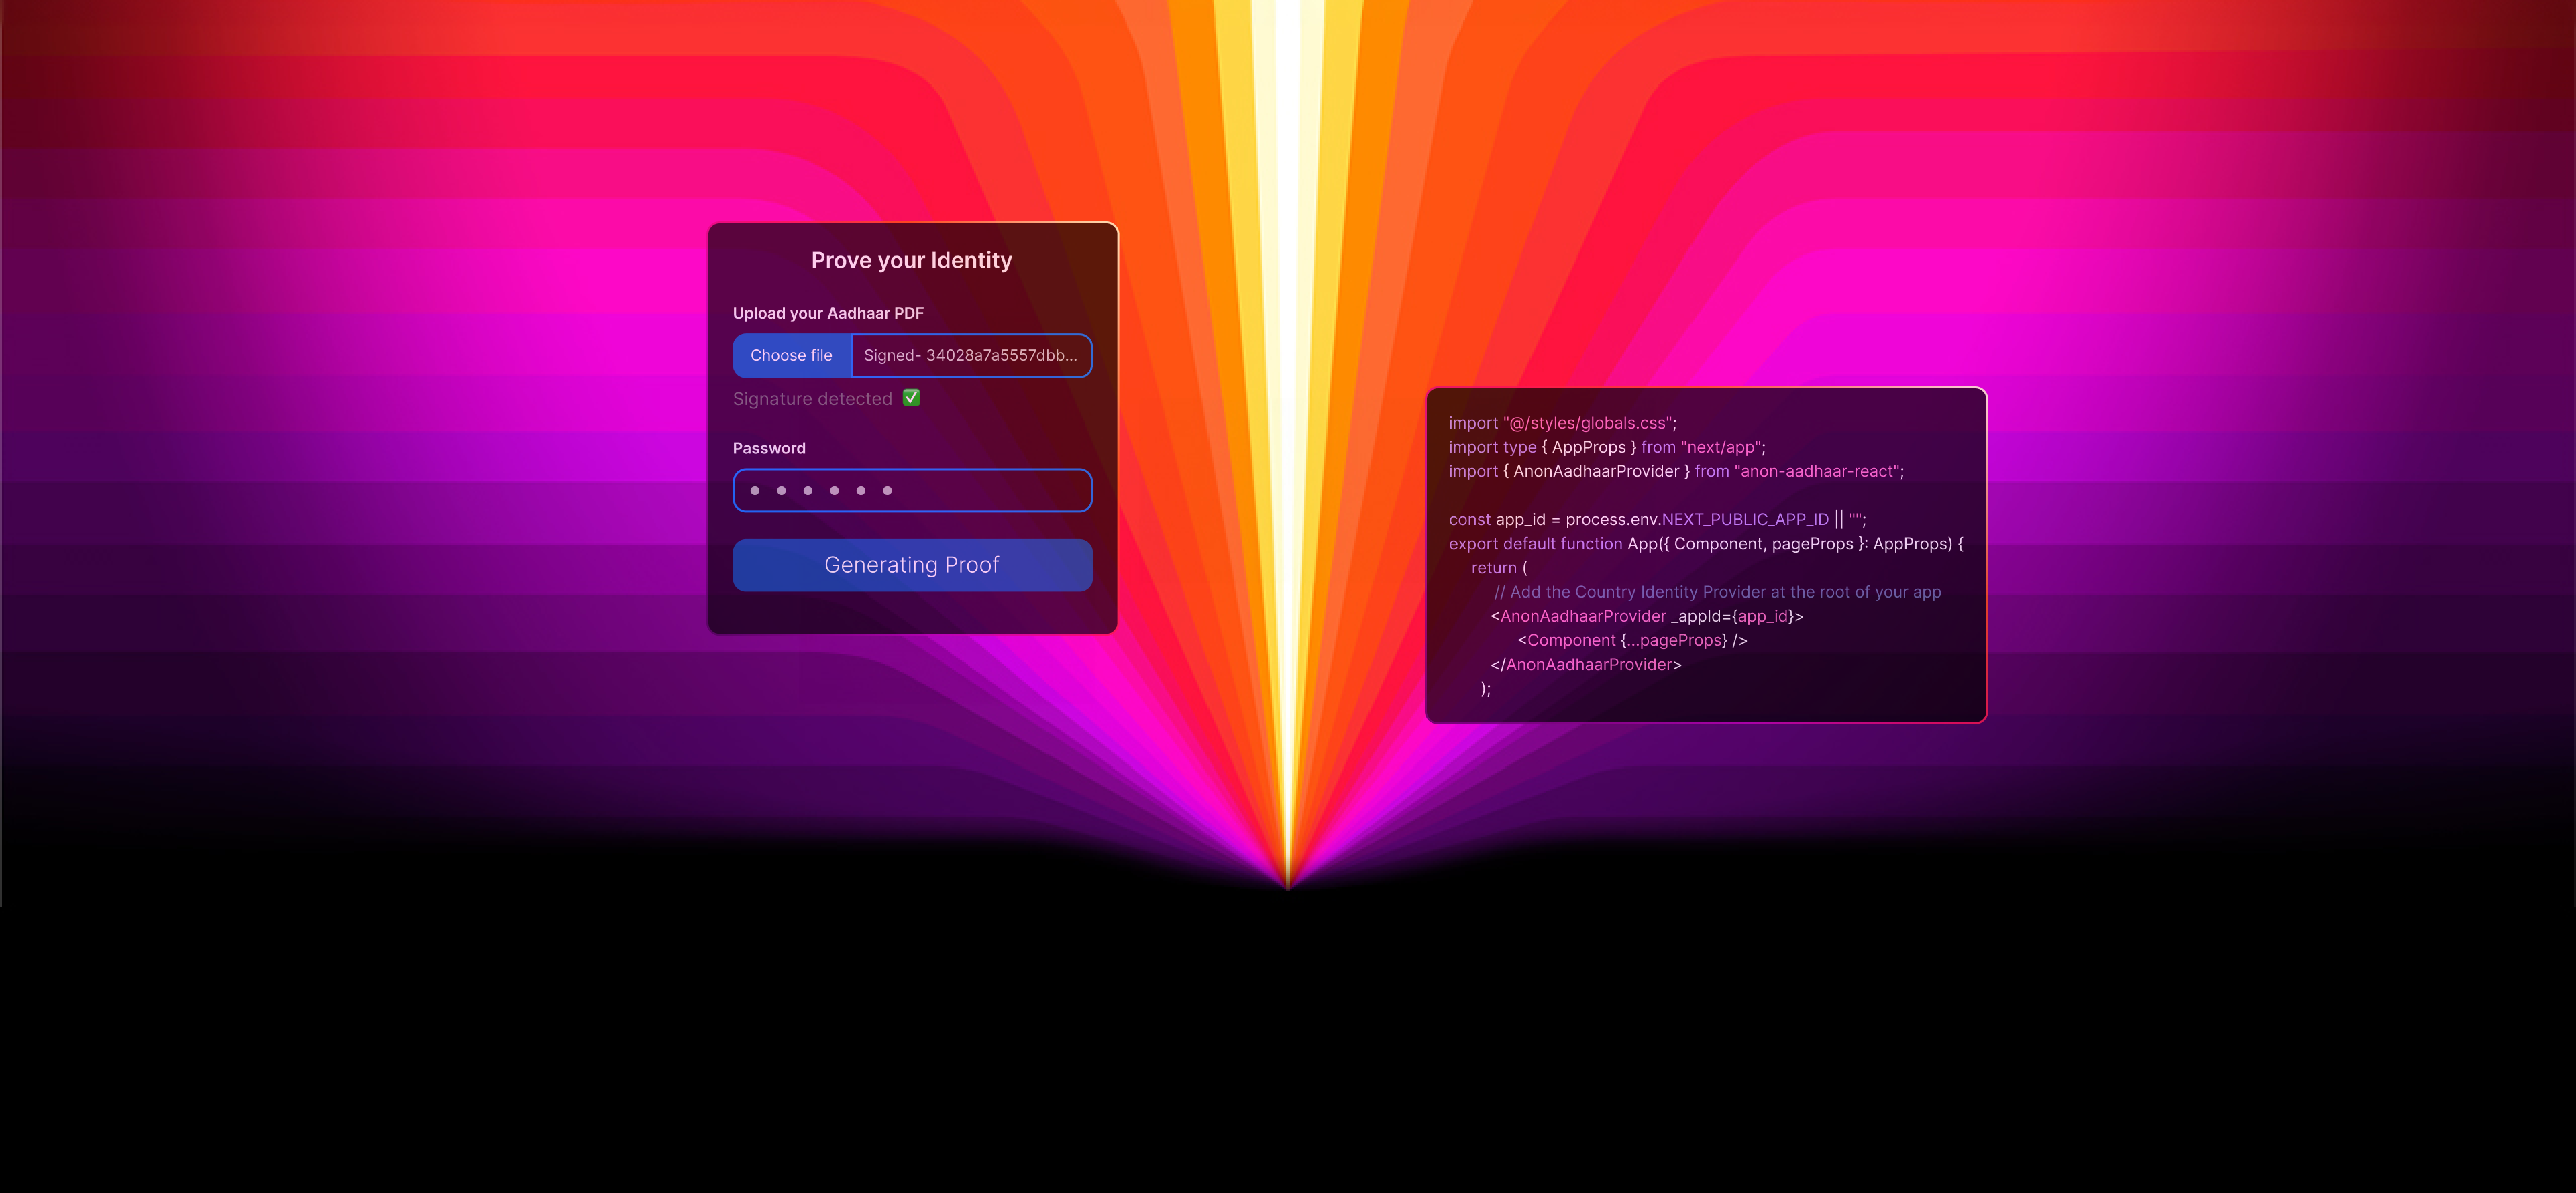 Prove your Identity
Upload your Aadhaar PDF
Choose file Signed- 34028a7a5557dbb...
Signature detected ✅
Password
Generating Proof
import "@/styles/globals.css";
import type { AppProps } from "next/app";
import { AnonAadhaarProvider } from "anon-aadhaar-react";
const app_id = process.env.NEXT_PUBLIC_APP_ID || "";
export default function App({ Component, pageProps }: AppProps) {
return (
// Add the Country Identity Provider at the root of your app
<AnonAadhaarProvider _appId={app_id}>
<Component {...pageProps} />
</AnonAadhaarProvider>
);